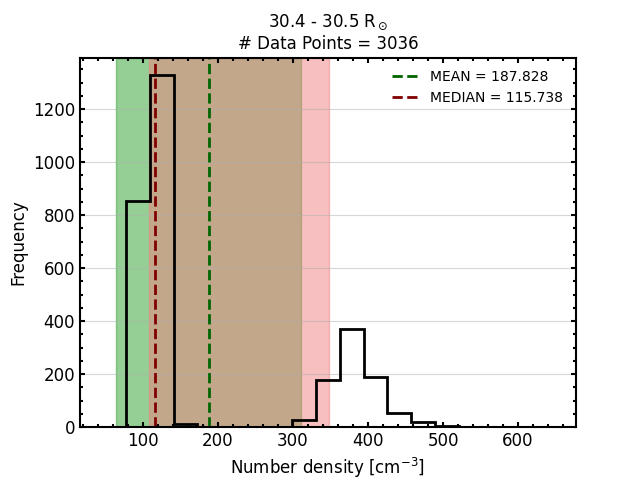 30.4 - 30.5 R⊙
# Data Points = 3036
MEAN = 187.828
MEDIAN = 115.738
Frequency
1200
1000
800
600
400
200
0
100 200 300 400 500 600
Number density [cm⁻³]